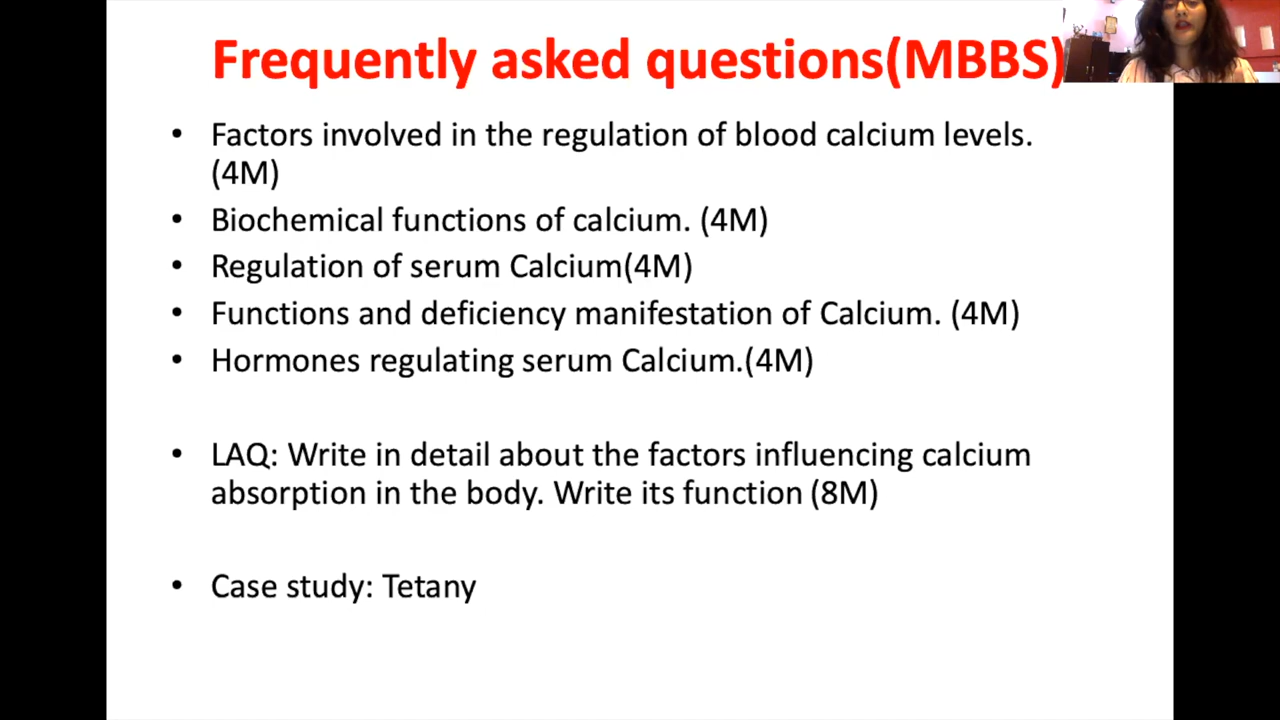 Frequently asked questions(MBBS)
• Factors involved in the regulation of blood calcium levels.
(4M)
• Biochemical functions of calcium. (4M)
• Regulation of serum Calcium(4M)
• Functions and deficiency manifestation of Calcium. (4M)
• Hormones regulating serum Calcium.(4M)
• LAQ: Write in detail about the factors influencing calcium
absorption in the body. Write its function (8M)
• Case study: Tetany